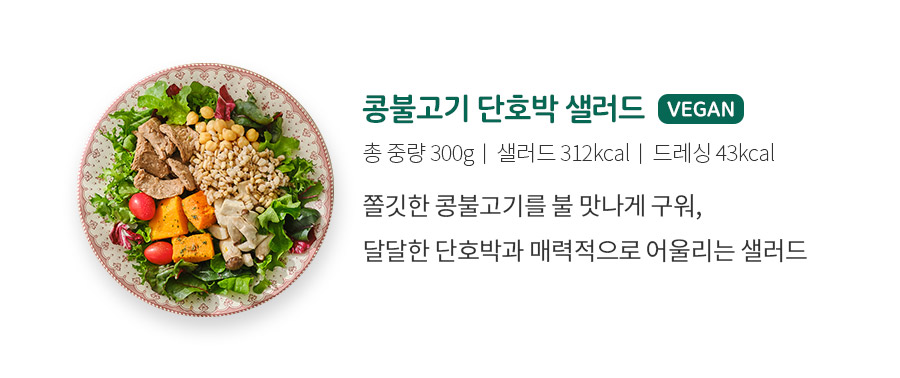 콩불고기 단호박 샐러드 VEGAN
총 중량 300g | 샐러드 312kcal | 드레싱 43kcal
쫄깃한 콩불고기를 불 맛나게 구워,
달달한 단호박과 매력적으로 어울리는 샐러드